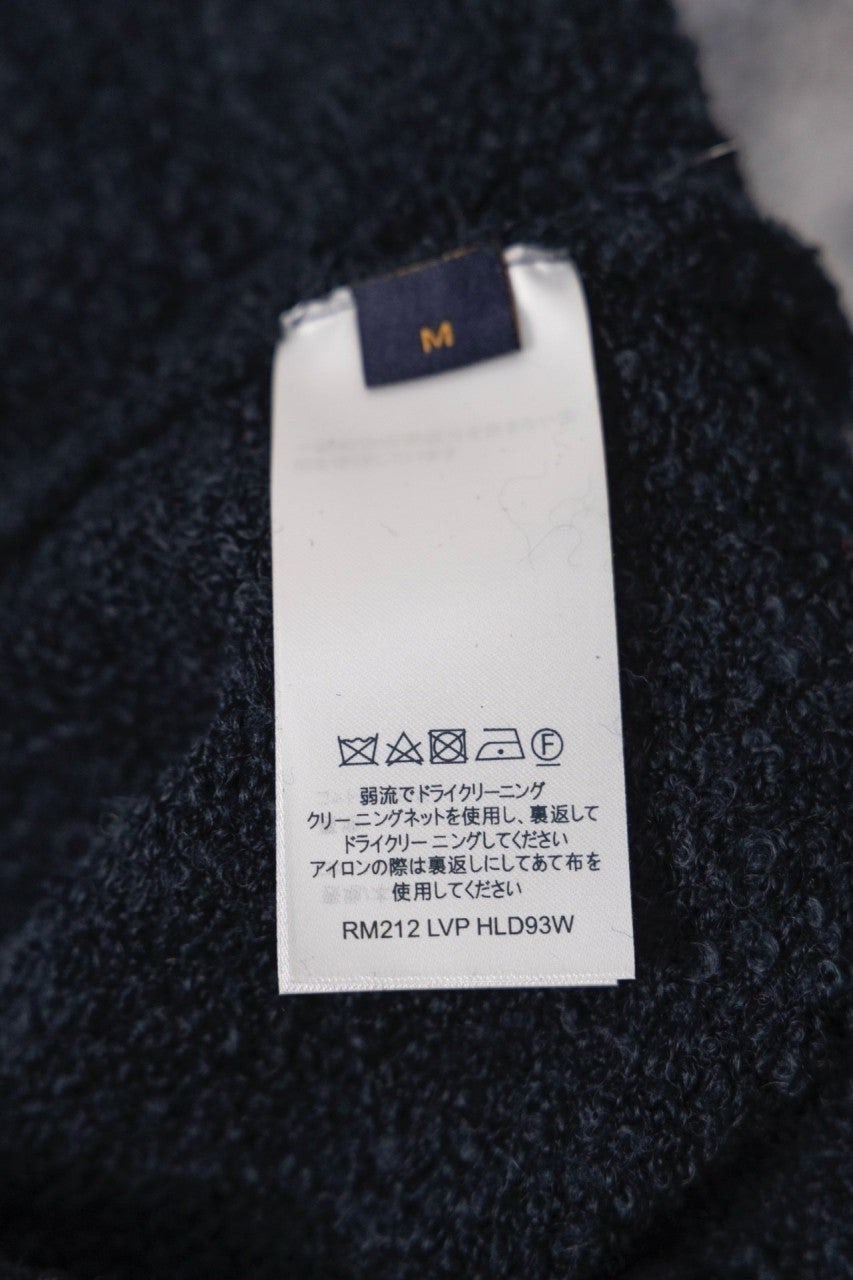 M
F
弱流でドライクリーニング
クリーニングネットを使用し、裏返して
ドライクリーニングしてください
アイロンの際は裏返しにしてあて布を
使用してください
RM212 LVP HLD93W